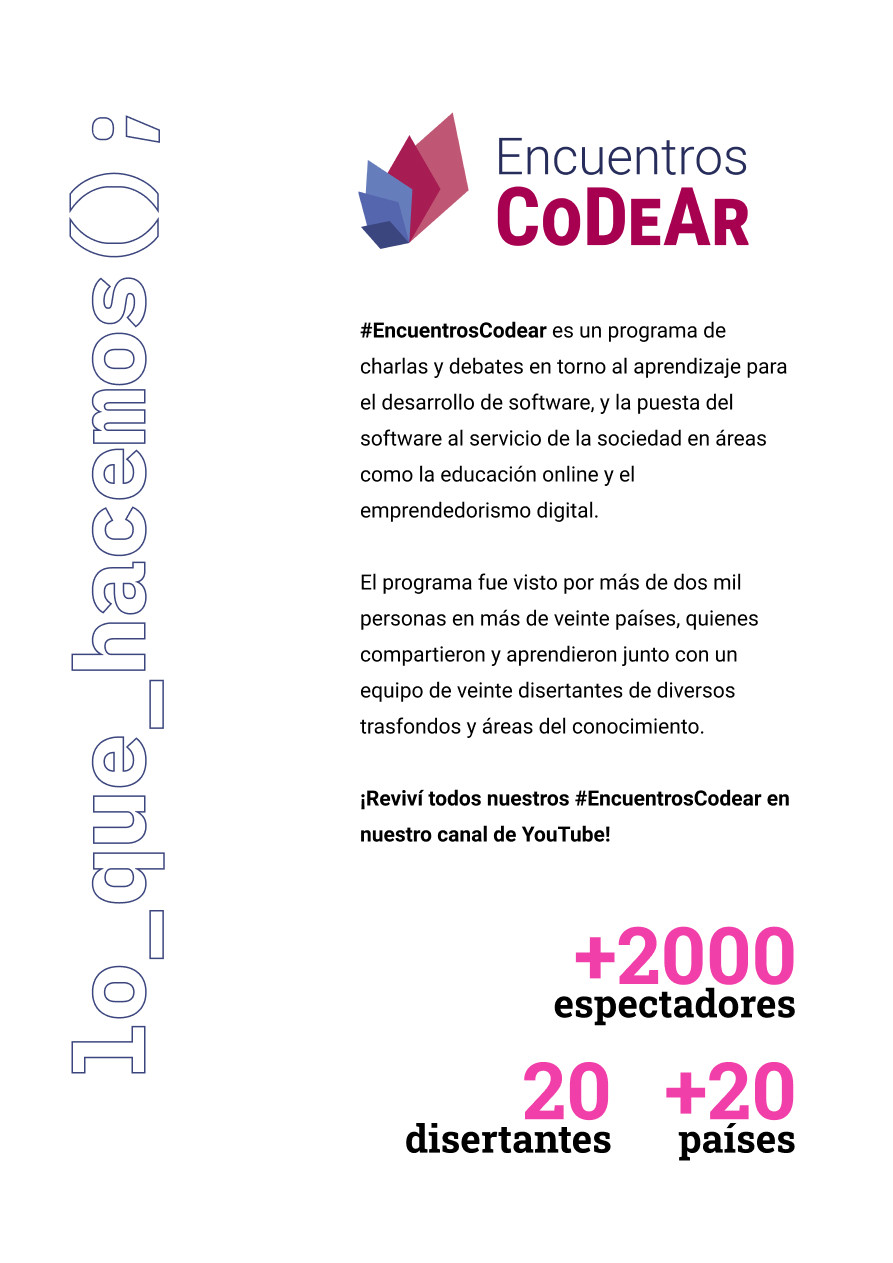 lo_que_hacemos();
Encuentros
CoDeAr
#EncuentrosCodear es un programa de
charlas y debates en torno al aprendizaje para
el desarrollo de software, y la puesta del
software al servicio de la sociedad en áreas
como la educación online y el
emprendedorismo digital.
El programa fue visto por más de dos mil
personas en más de veinte países, quienes
compartieron y aprendieron junto con un
equipo de veinte disertantes de diversos
trasfondos y áreas del conocimiento.
¡Reviví todos nuestros #EncuentrosCodear en
nuestro canal de YouTube!
+2000
espectadores
20
disertantes
+20
países